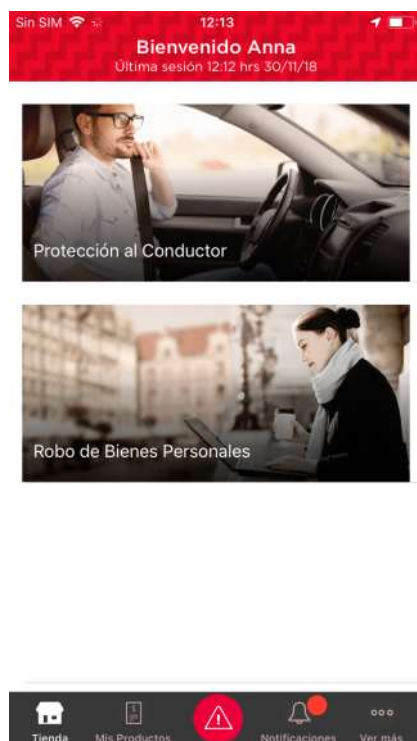 Sin SIM 12:13
Bienvenido Anna
Última sesión 12:12 hrs 30/11/18
Protección al Conductor
Robo de Bienes Personales
Tienda Mis Productos Notificaciones Ver más